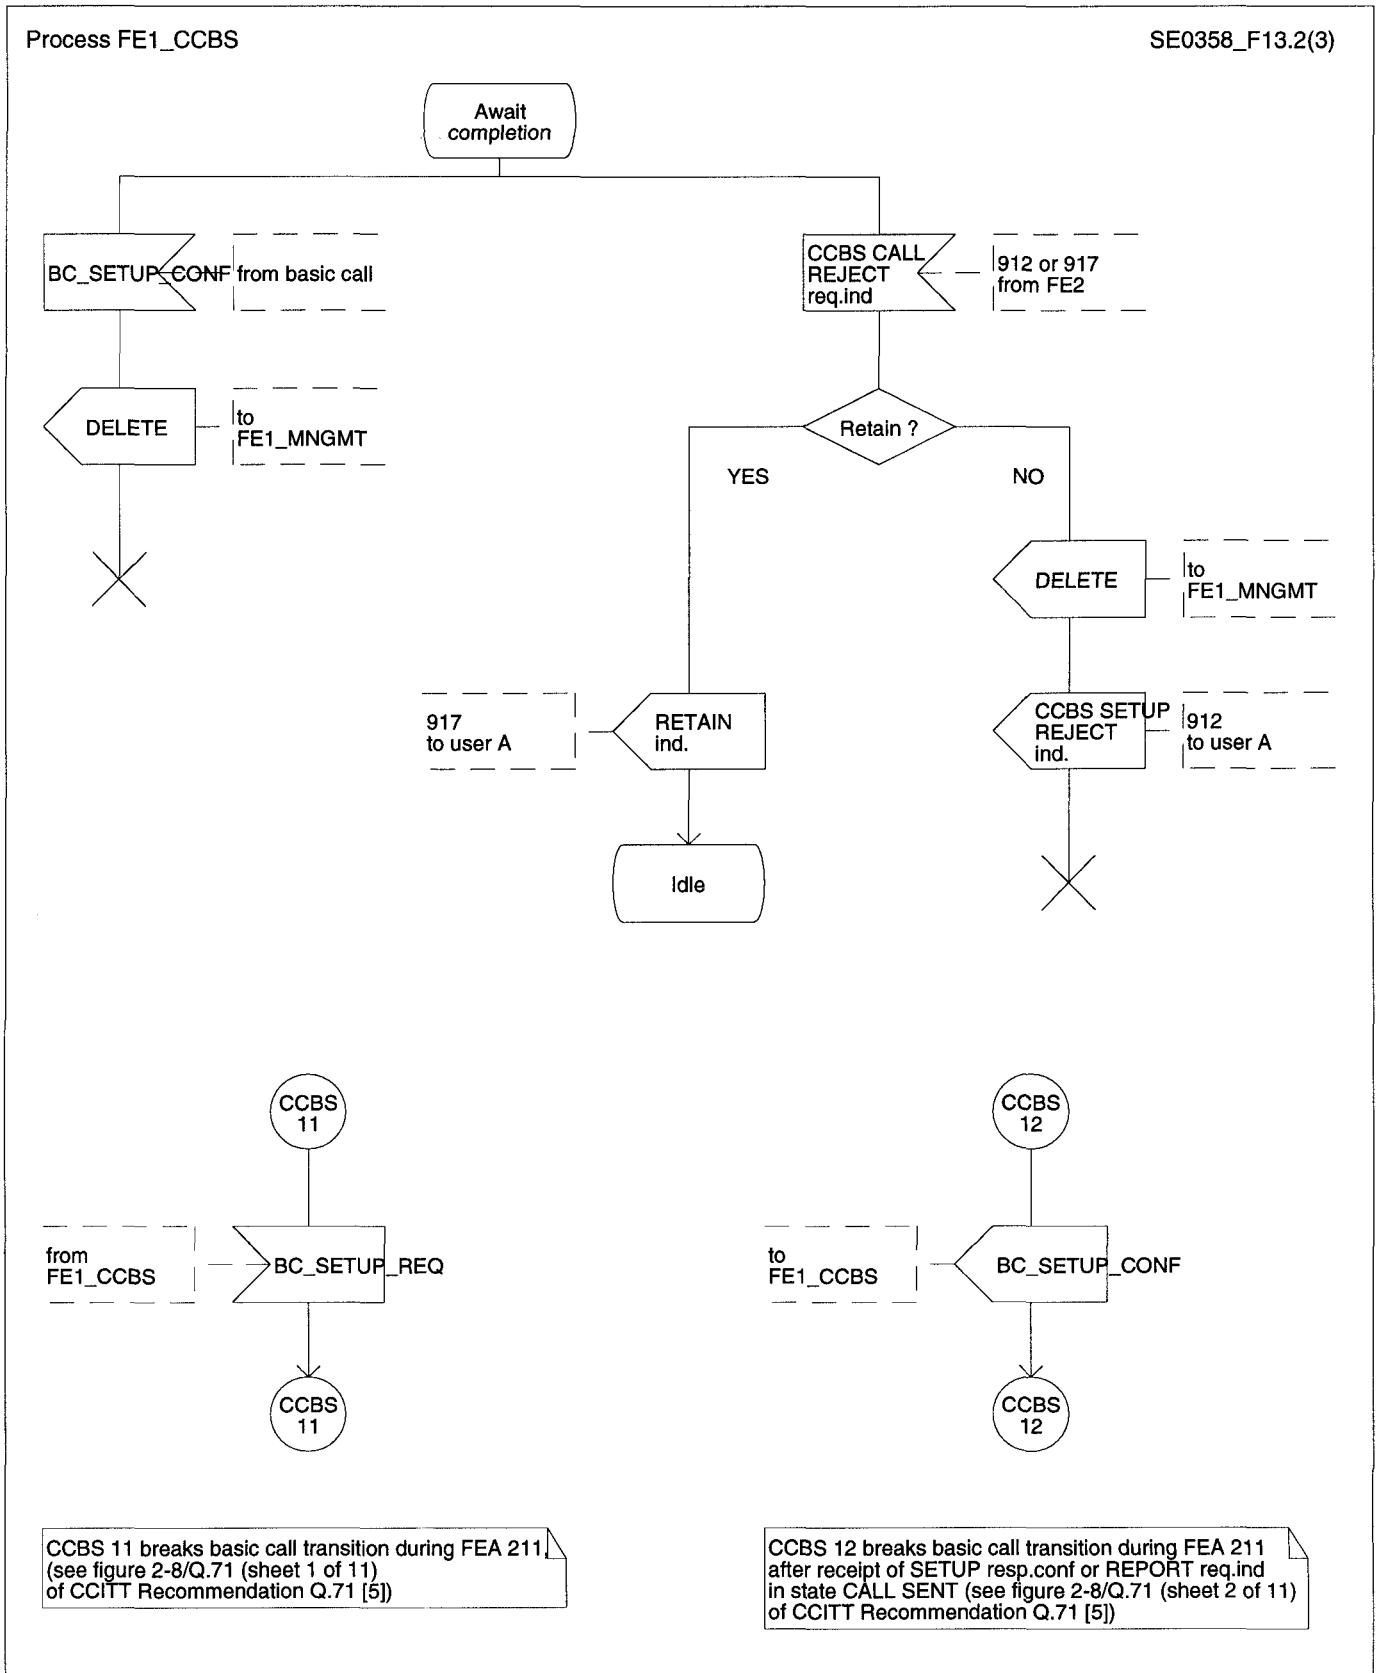 Process FE1_CCBS
SE0358_F13.2(3)
Await
completion
BC_SETUP_CONF
from basic call
CCBS CALL
REJECT
req.ind
912 or 917
from FE2
DELETE
to
FE1_MNGMT
Retain ?
YES
NO
DELETE
to
FE1_MNGMT
917
to user A
RETAIN
ind.
CCBS SETUP
REJECT
ind.
912
to user A
Idle
CCBS
11
CCBS
12
from
FE1_CCBS
BC_SETUP_REQ
to
FE1_CCBS
BC_SETUP_CONF
CCBS
11
CCBS
12
CCBS 11 breaks basic call transition during FEA 211,
(see figure 2-8/Q.71 (sheet 1 of 11)
of CCITT Recommendation Q.71 [5])
CCBS 12 breaks basic call transition during FEA 211
after receipt of SETUP resp.conf or REPORT req.ind
in state CALL SENT (see figure 2-8/Q.71 (sheet 2 of 11)
of CCITT Recommendation Q.71 [5])